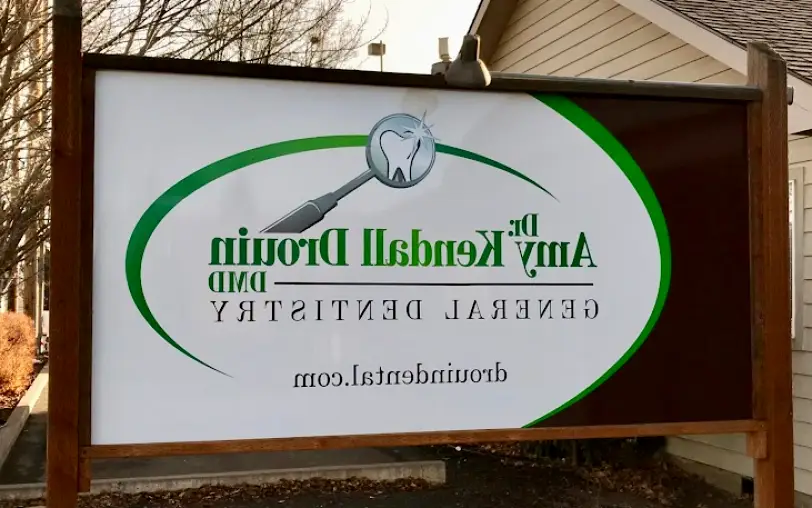 Dr.
Amy Kendall Drouin
DMD
GENERAL DENTISTRY
drouindental.com